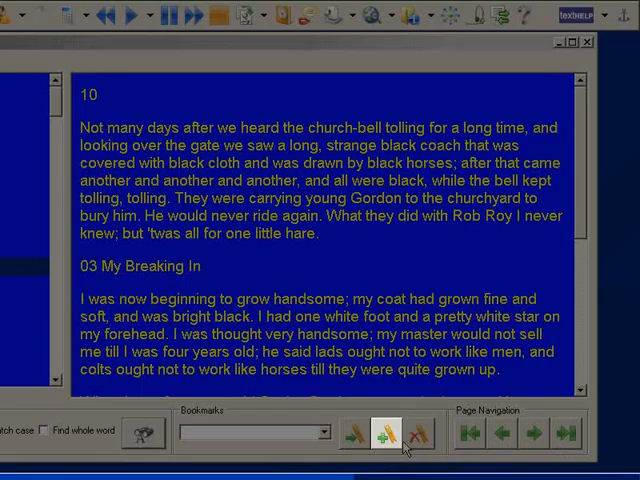 textHELP
10
Not many days after we heard the church-bell tolling for a long time, and
looking over the gate we saw a long, strange black coach that was
covered with black cloth and was drawn by black horses; after that came
another and another and another, and all were black, while the bell kept
tolling, tolling. They were carrying young Gordon to the churchyard to
bury him. He would never ride again. What they did with Rob Roy I never
knew; but 'twas all for one little hare.
03 My Breaking In
I was now beginning to grow handsome; my coat had grown fine and
soft, and was bright black. I had one white foot and a pretty white star on
my forehead. I was thought very handsome; my master would not sell
me till I was four years old; he said lads ought not to work like men, and
colts ought not to work like horses till they were quite grown up.
Bookmarks
Page Navigation
tch case
Find whole word